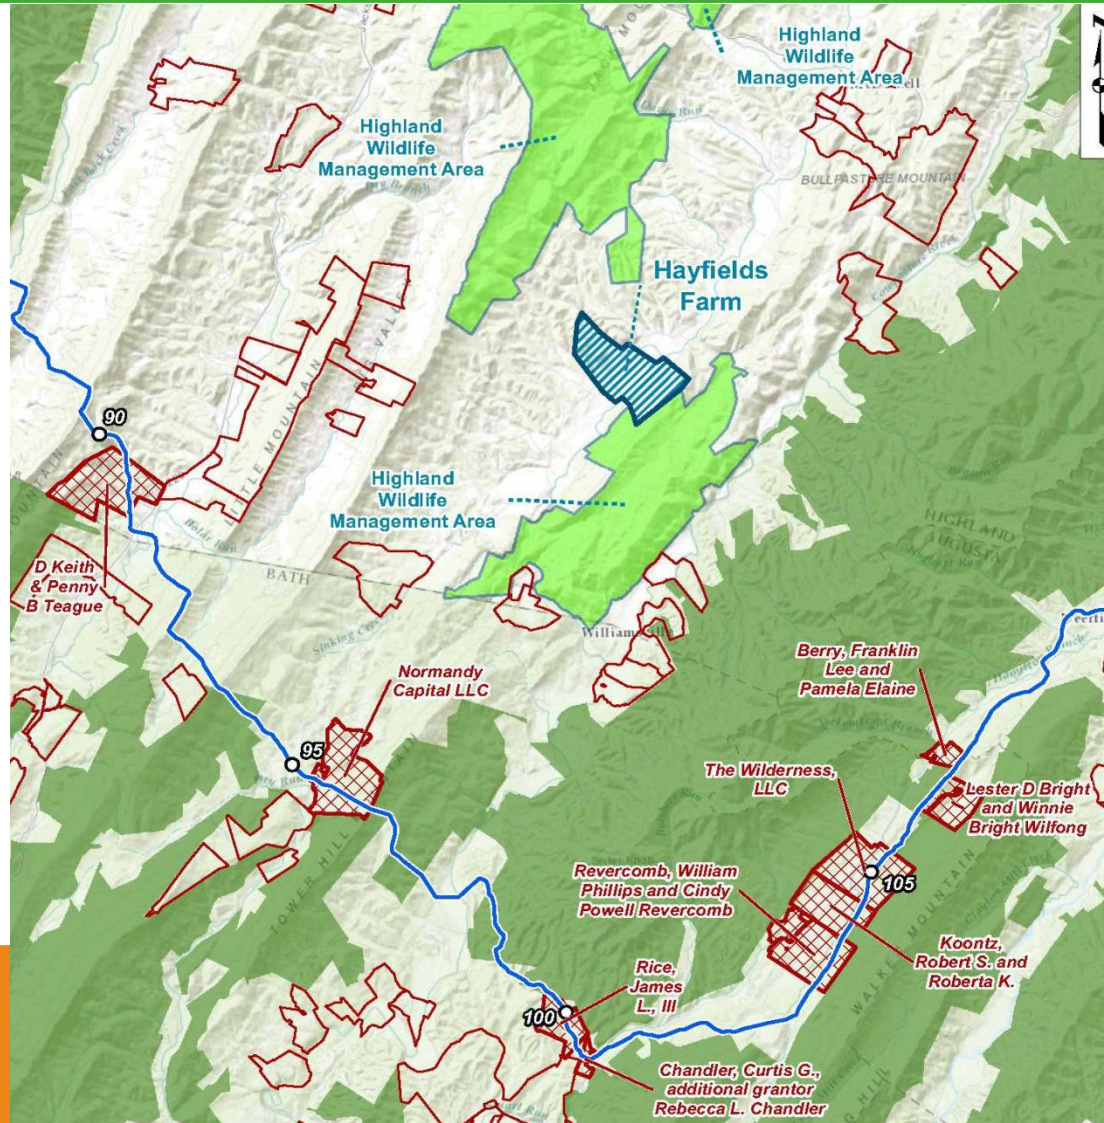 Highland
Wildlife
Management Area
Highland
Wildlife
Management Area
BULLPASTURE MOUNTAIN
Hayfields
Farm
90
LITTLE MOUNTAIN
Highland
Wildlife
Management Area
HIGHLAND
AUGUSTA
D Keith
& Penny
B Teague
BATH
Sinking Creek
Normandy
Capital LLC
Berry, Franklin
Lee and
Pamela Elaine
95
The Wilderness,
LLC
Lester D Bright
and Winnie
Bright Wilfong
TOWER HILL
Revercomb, William
Phillips and Cindy
Powell Revercomb
105
WALKER MOUNTAIN
Koontz,
Robert S. and
Roberta K.
Rice,
James
L., III
100
Chandler, Curtis G.,
additional grantor
Rebecca L. Chandler